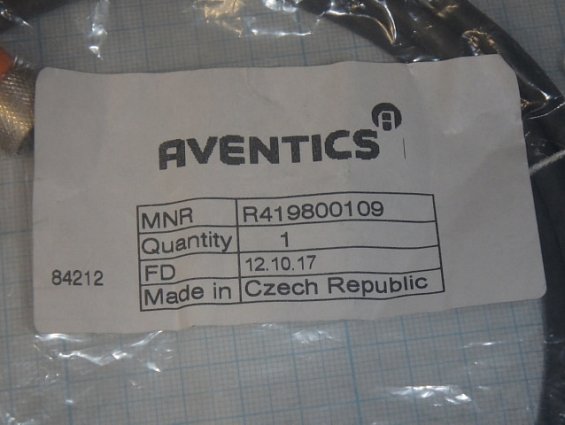 AVENTICS
MNR R419800109
Quantity 1
FD 12.10.17
84212
Made in Czech Republic